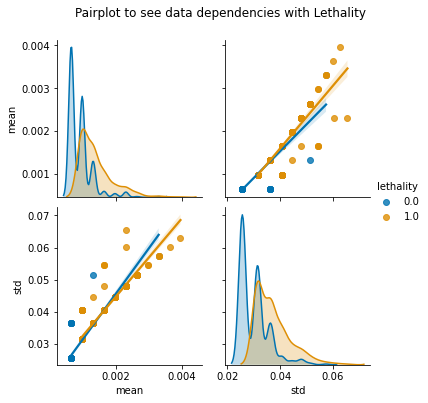 Pairplot to see data dependencies with Lethality
0.004
0.003
mean
0.002
0.001
lethality
0.0
1.0
0.07
0.06
0.05
std
0.04
0.03
0.002 0.004 0.02 0.04 0.06
mean std